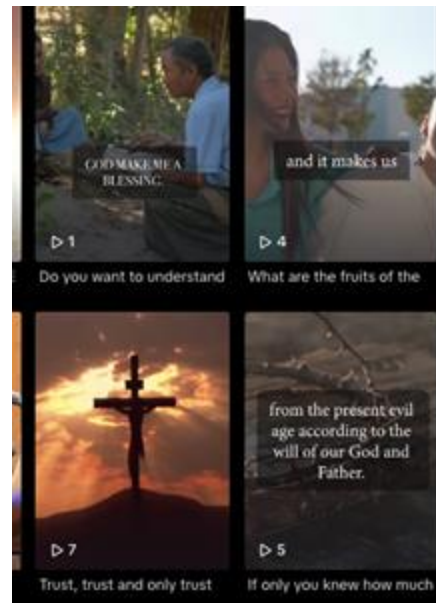 GOD MAKE ME A
BLESSING.
1
Do you want to understand
and it makes us
4
What are the fruits of the
7
Trust, trust and only trust
from the present evil
age according to the
will of our God and
Father.
5
If only you knew how much